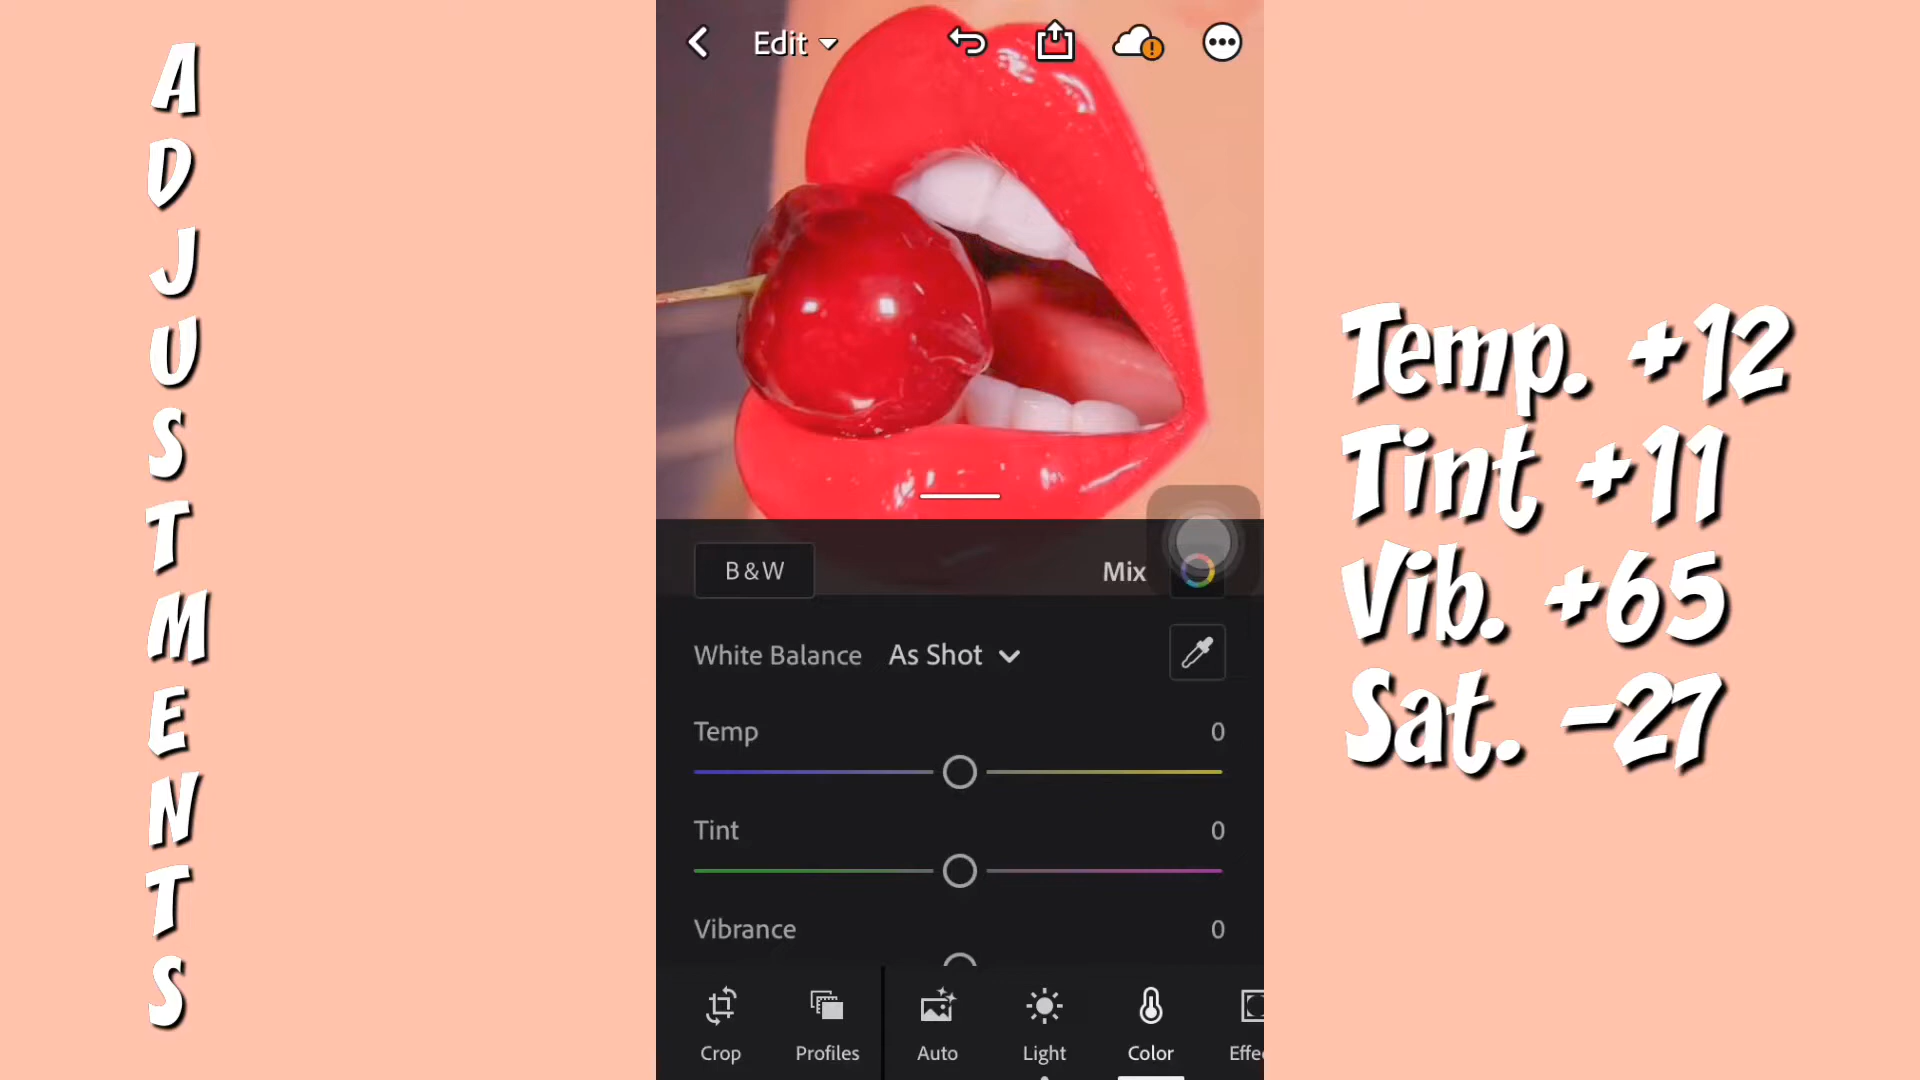 ADJUSTMENTS
Edit
B&W
Mix
White Balance As Shot
Temp 0
Tint 0
Vibrance 0
Crop Profiles Auto Light Color Effe
Temp. +12
Tint +11
Vib. +65
Sat. -27